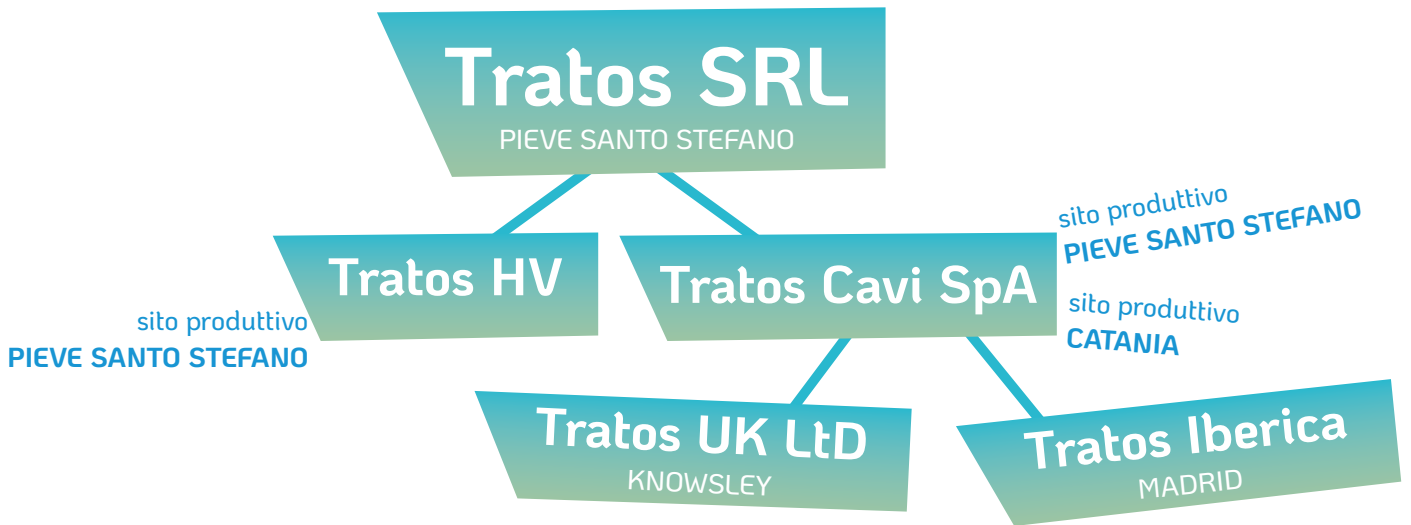 Tratos SRL
PIEVE SANTO STEFANO
Tratos HV
sito produttivo
PIEVE SANTO STEFANO
Tratos Cavi SpA
sito produttivo
PIEVE SANTO STEFANO
sito produttivo
CATANIA
Tratos UK LtD
KNOWSLEY
Tratos Iberica
MADRID